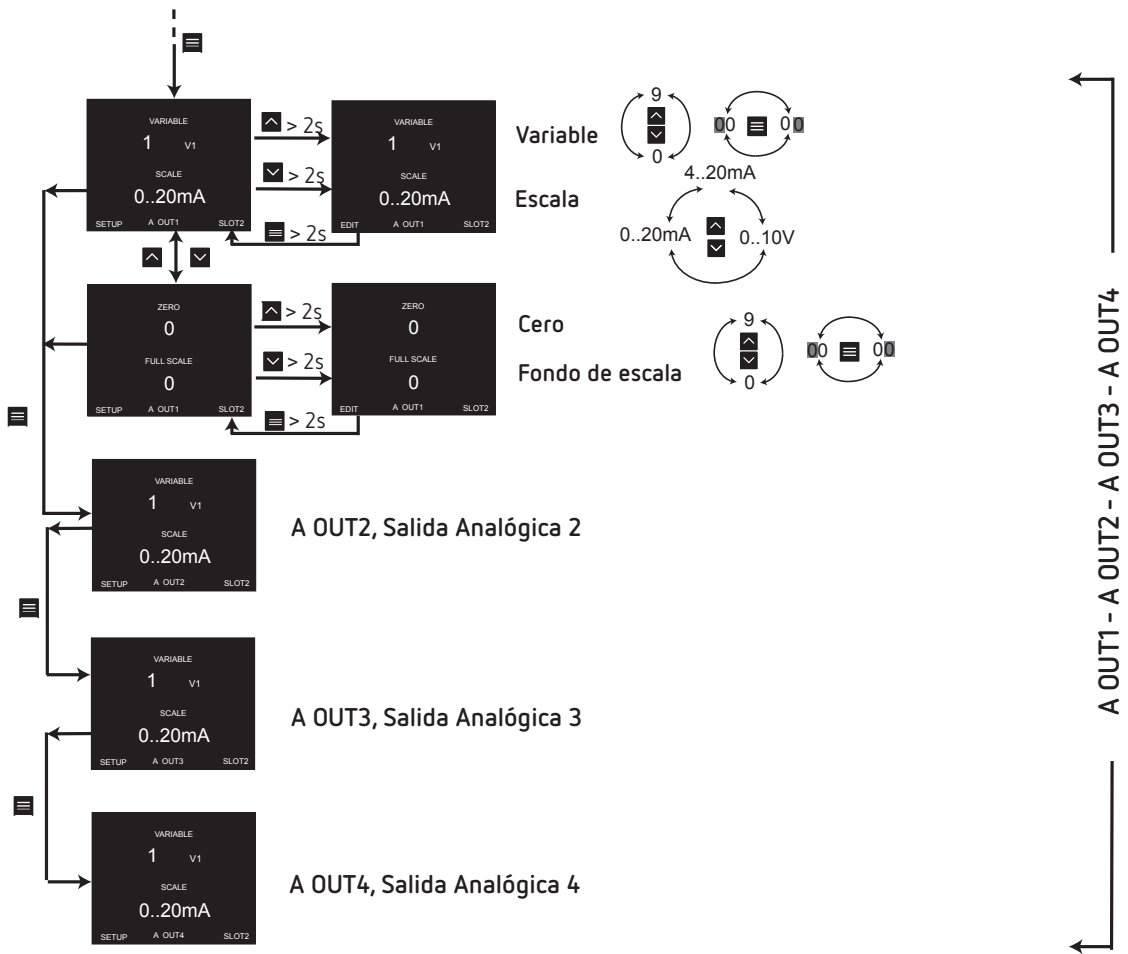 VARIABLE
1 V1
SCALE
0..20mA
SETUP A OUT1 SLOT2
> 2s
> 2s
> 2s
VARIABLE
1 V1
SCALE
0..20mA
EDIT A OUT1 SLOT2
Variable
9
0
00 00
Escala
4..20mA
0..20mA 0..10V
ZERO
0
FULL SCALE
0
SETUP A OUT1 SLOT2
> 2s
> 2s
> 2s
ZERO
0
FULL SCALE
0
EDIT A OUT1 SLOT2
Cero
Fondo de escala
9
0
00 00
VARIABLE
1 V1
SCALE
0..20mA
SETUP A OUT2 SLOT2
A OUT2, Salida Analógica 2
VARIABLE
1 V1
SCALE
0..20mA
SETUP A OUT3 SLOT2
A OUT3, Salida Analógica 3
VARIABLE
1 V1
SCALE
0..20mA
SETUP A OUT4 SLOT2
A OUT4, Salida Analógica 4
A OUT1 - A OUT2 - A OUT3 - A OUT4